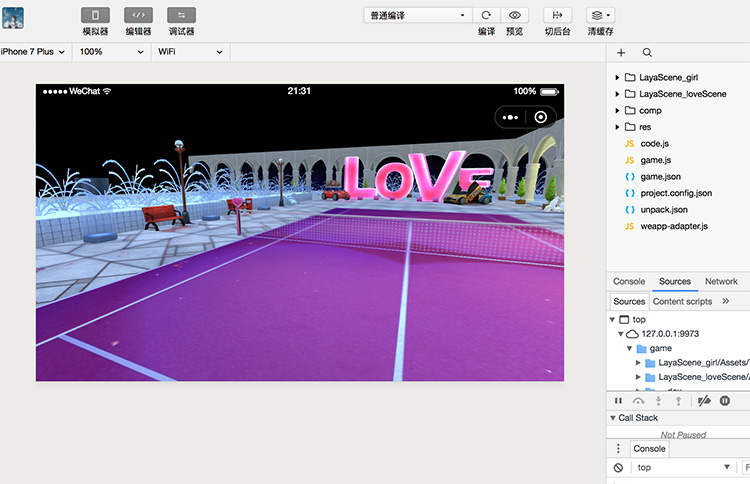 模拟器 编辑器 调试器 普通编译 编译 预览 切后台 清缓存
iPhone 7 Plus 100% WiFi
WeChat 21:31 100%
LOVE
LayaScene_girl
LayaScene_loveScene
comp
res
JS code.js
JS game.js
{} game.json
{} project.config.json
{} unpack.json
JS weapp-adapter.js
Console Sources Network
Sources Content scripts »
top
127.0.0.1:9973
game
LayaScene_girl/Assets/
LayaScene_loveScene/
Call Stack
Not Paused
Console
top